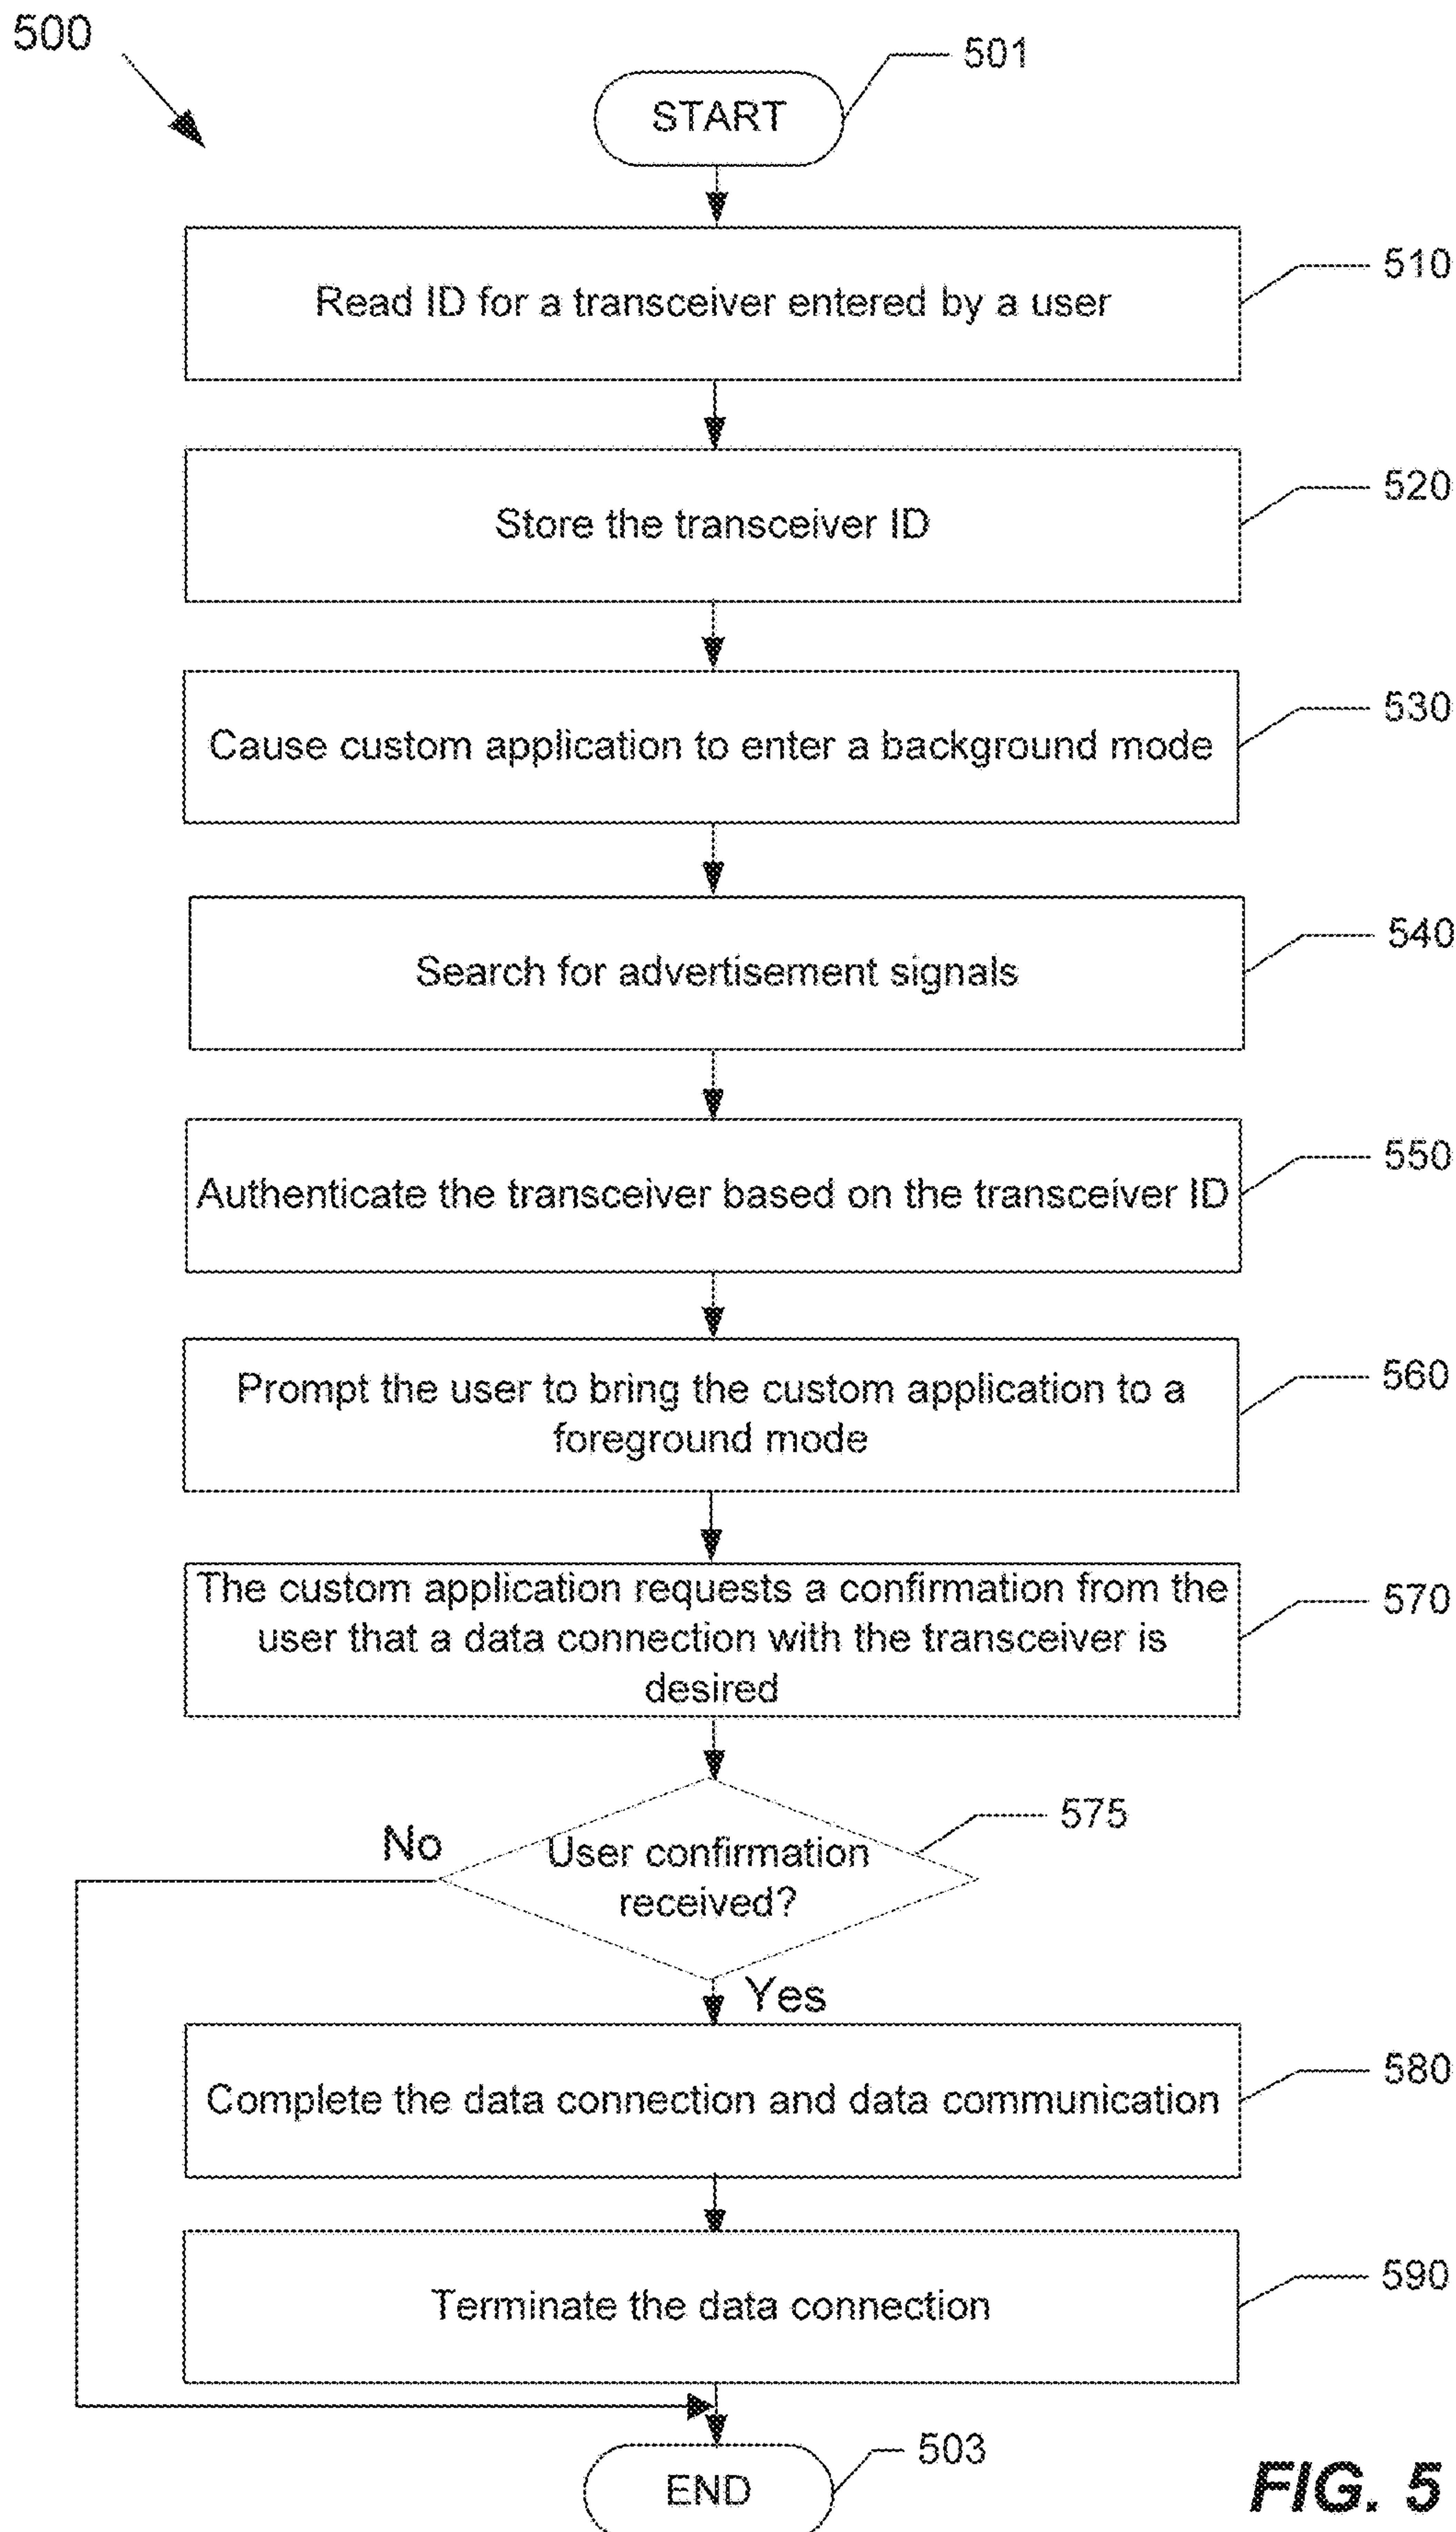 500
501
START
510
Read ID for a transceiver entered by a user
520
Store the transceiver ID
530
Cause custom application to enter a background mode
540
Search for advertisement signals
550
Authenticate the transceiver based on the transceiver ID
560
Prompt the user to bring the custom application to a
foreground mode
570
The custom application requests a confirmation from the
user that a data connection with the transceiver is
desired
575
No
User confirmation
received?
Yes
580
Complete the data connection and data communication
590
Terminate the data connection
503
END
FIG. 5